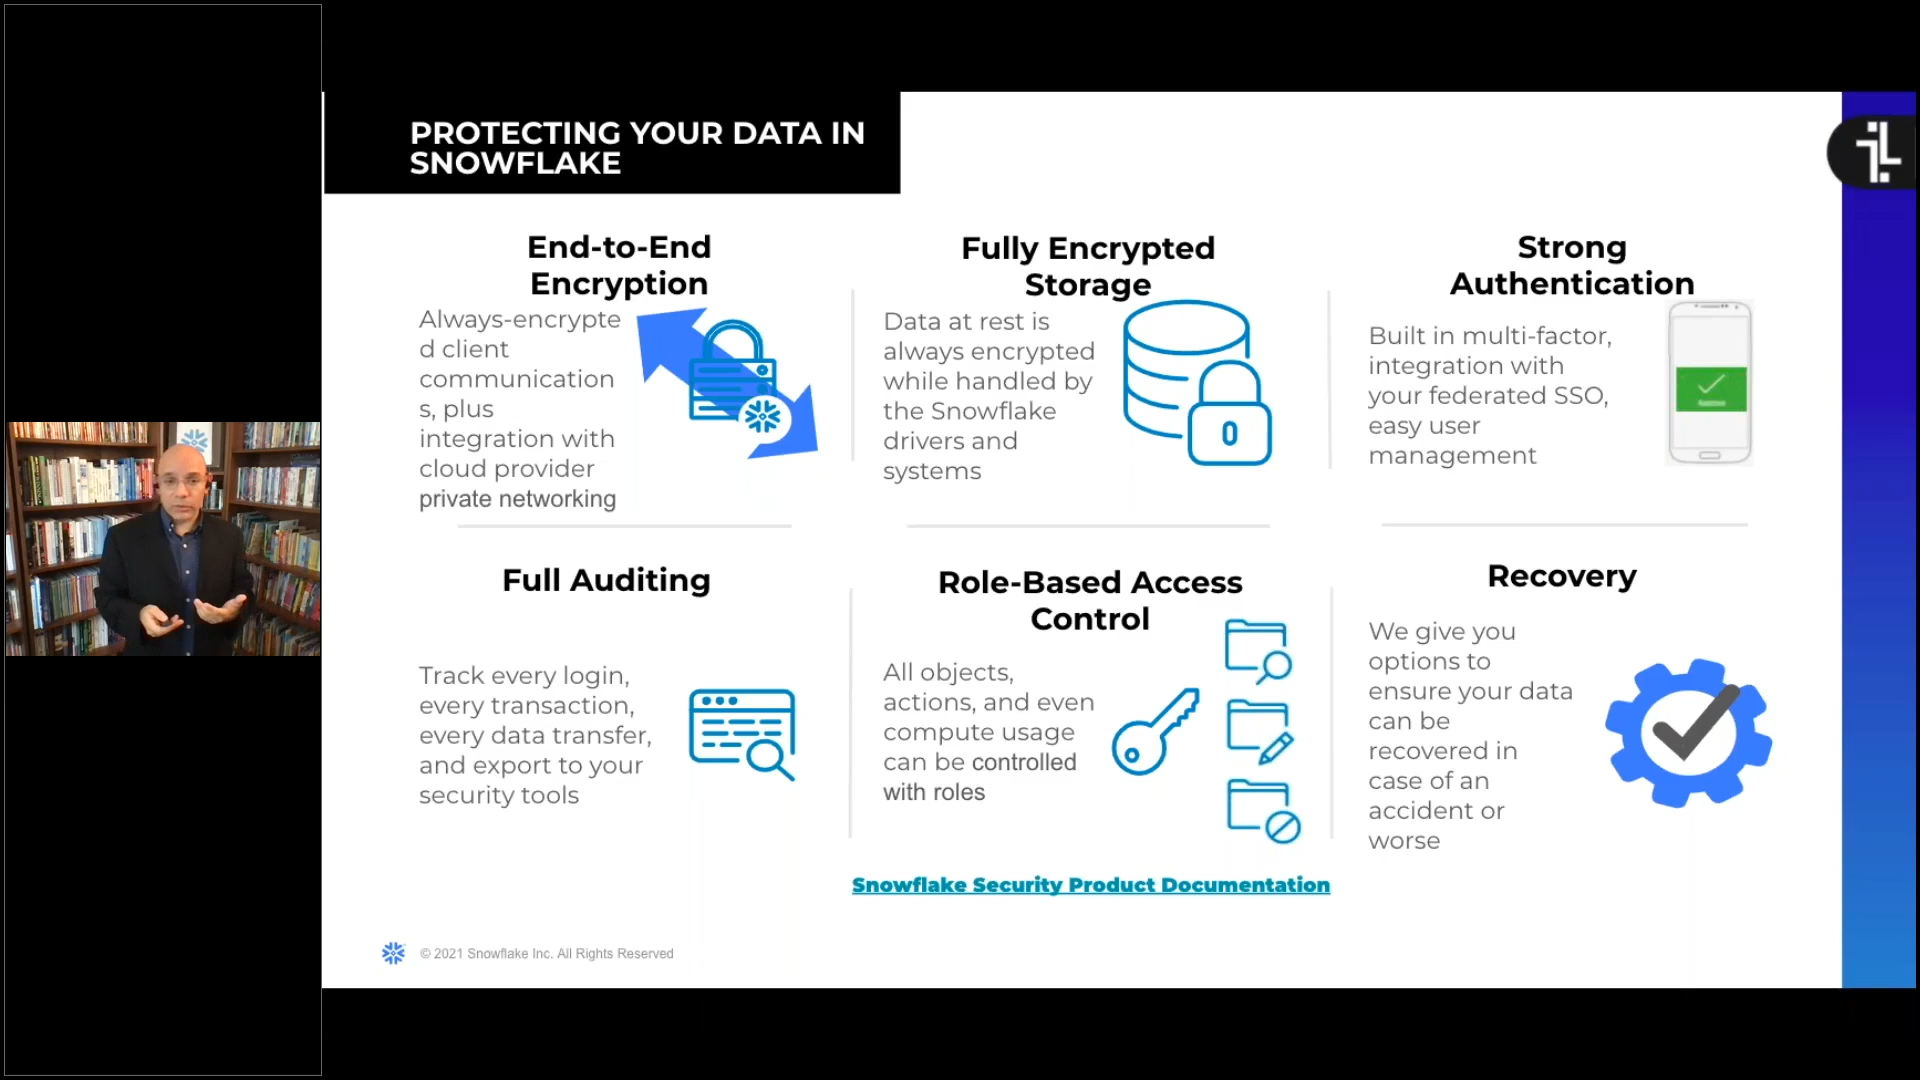 PROTECTING YOUR DATA IN
SNOWFLAKE
End-to-End
Encryption
Always-encrypte
d client
communication
s, plus
integration with
cloud provider
private networking
Fully Encrypted
Storage
Data at rest is
always encrypted
while handled by
the Snowflake
drivers and
systems
Strong
Authentication
Built in multi-factor,
integration with
your federated SSO,
easy user
management
Full Auditing
Track every login,
every transaction,
every data transfer,
and export to your
security tools
Role-Based Access
Control
All objects,
actions, and even
compute usage
can be controlled
with roles
Recovery
We give you
options to
ensure your data
can be
recovered in
case of an
accident or
worse
Snowflake Security Product Documentation
© 2021 Snowflake Inc. All Rights Reserved